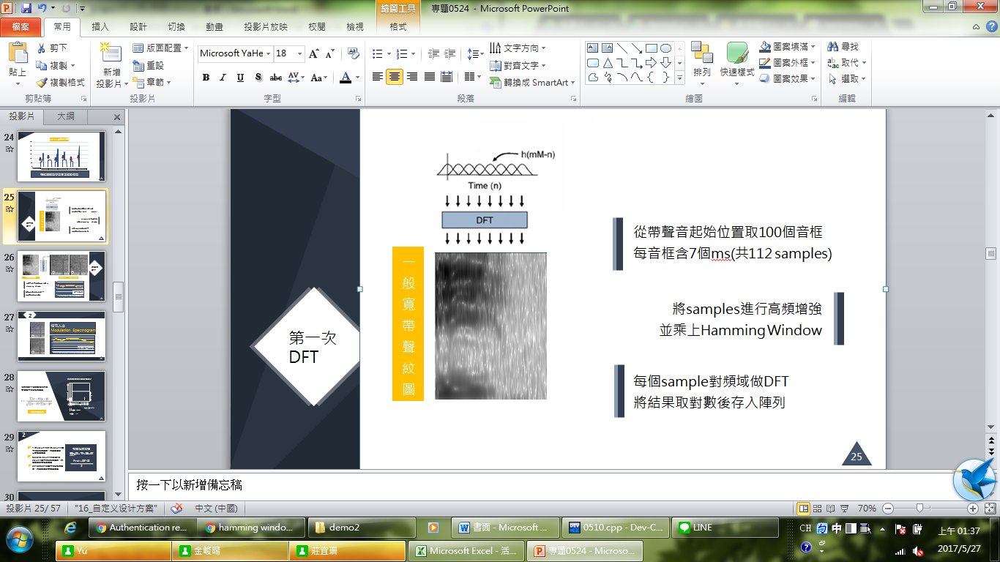 繪圖工具
專題0524 - Microsoft PowerPoint
檔案 常用 插入 設計 切換 動畫 投影片放映 校閱 檢視 格式
貼上
剪下
複製
複製格式
剪貼簿
新增
投影片
版面配置
重設
章節
投影片
Microsoft YaHe 18
B I U S abc AV Aa A
字型
文字方向
對齊文字
轉換成 SmartArt
段落
排列
快速樣式
圖案填滿
圖案外框
圖案效果
繪圖
尋找
取代
選取
編輯
投影片 大綱
24
25
26
27
28
29
30
2
Modulation Spectrogram
2
h(mM-n)
Time (n)
DFT
一般寬帶聲紋圖
第一次
DFT
從帶聲音起始位置取100個音框
每音框含7個ms(共112 samples)
將samples進行高頻增強
並乘上Hamming Window
每個sample對頻域做DFT
將結果取對數後存入陣列
25
按一下以新增備忘稿
投影片 25/ 57 "16_自定义设计方案" 中文 (中國) 70%
Authentication re... hamming windo... demo2 書面 - Microsoft ... 0510.cpp - Dev-C... LINE
CH 中
上午 01:37
Yu 金峻陽 莊宜珊 Microsoft Excel - 活... 專題0524 - Microso...
2017/5/27